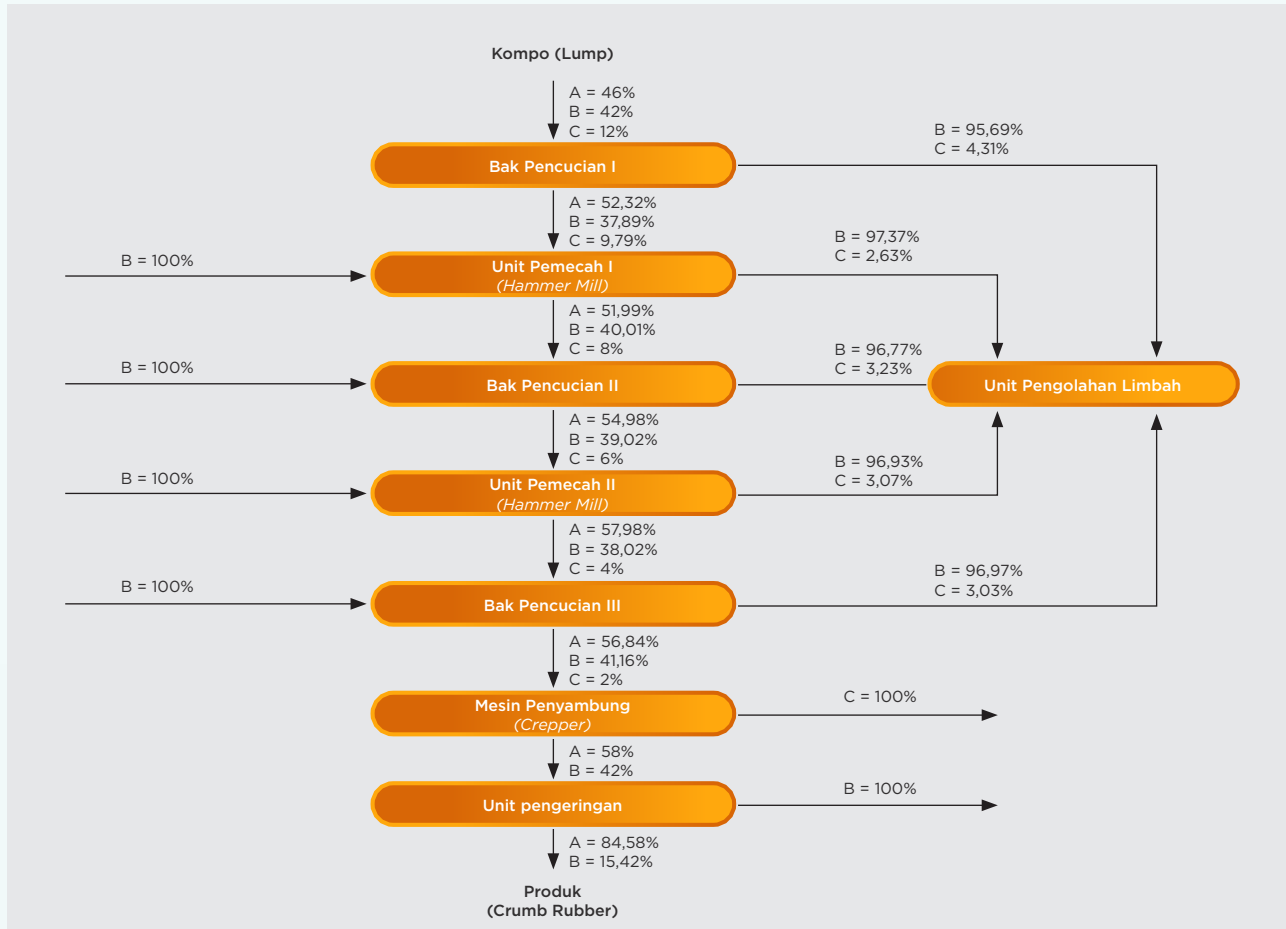 Kompo (Lump)
A = 46%
B = 42%
C = 12%
B = 95,69%
C = 4,31%
Bak Pencucian I
A = 52,32%
B = 37,89%
C = 9,79%
B = 97,37%
C = 2,63%
B = 100%
Unit Pemecah I
(Hammer Mill)
A = 51,99%
B = 40,01%
C = 8%
B = 96,77%
C = 3,23%
B = 100%
Bak Pencucian II
Unit Pengolahan Limbah
A = 54,98%
B = 39,02%
C = 6%
B = 96,93%
C = 3,07%
B = 100%
Unit Pemecah II
(Hammer Mill)
A = 57,98%
B = 38,02%
C = 4%
B = 96,97%
C = 3,03%
B = 100%
Bak Pencucian III
A = 56,84%
B = 41,16%
C = 2%
Mesin Penyambung
(Crepper)
C = 100%
A = 58%
B = 42%
Unit pengeringan
B = 100%
A = 84,58%
B = 15,42%
Produk
(Crumb Rubber)